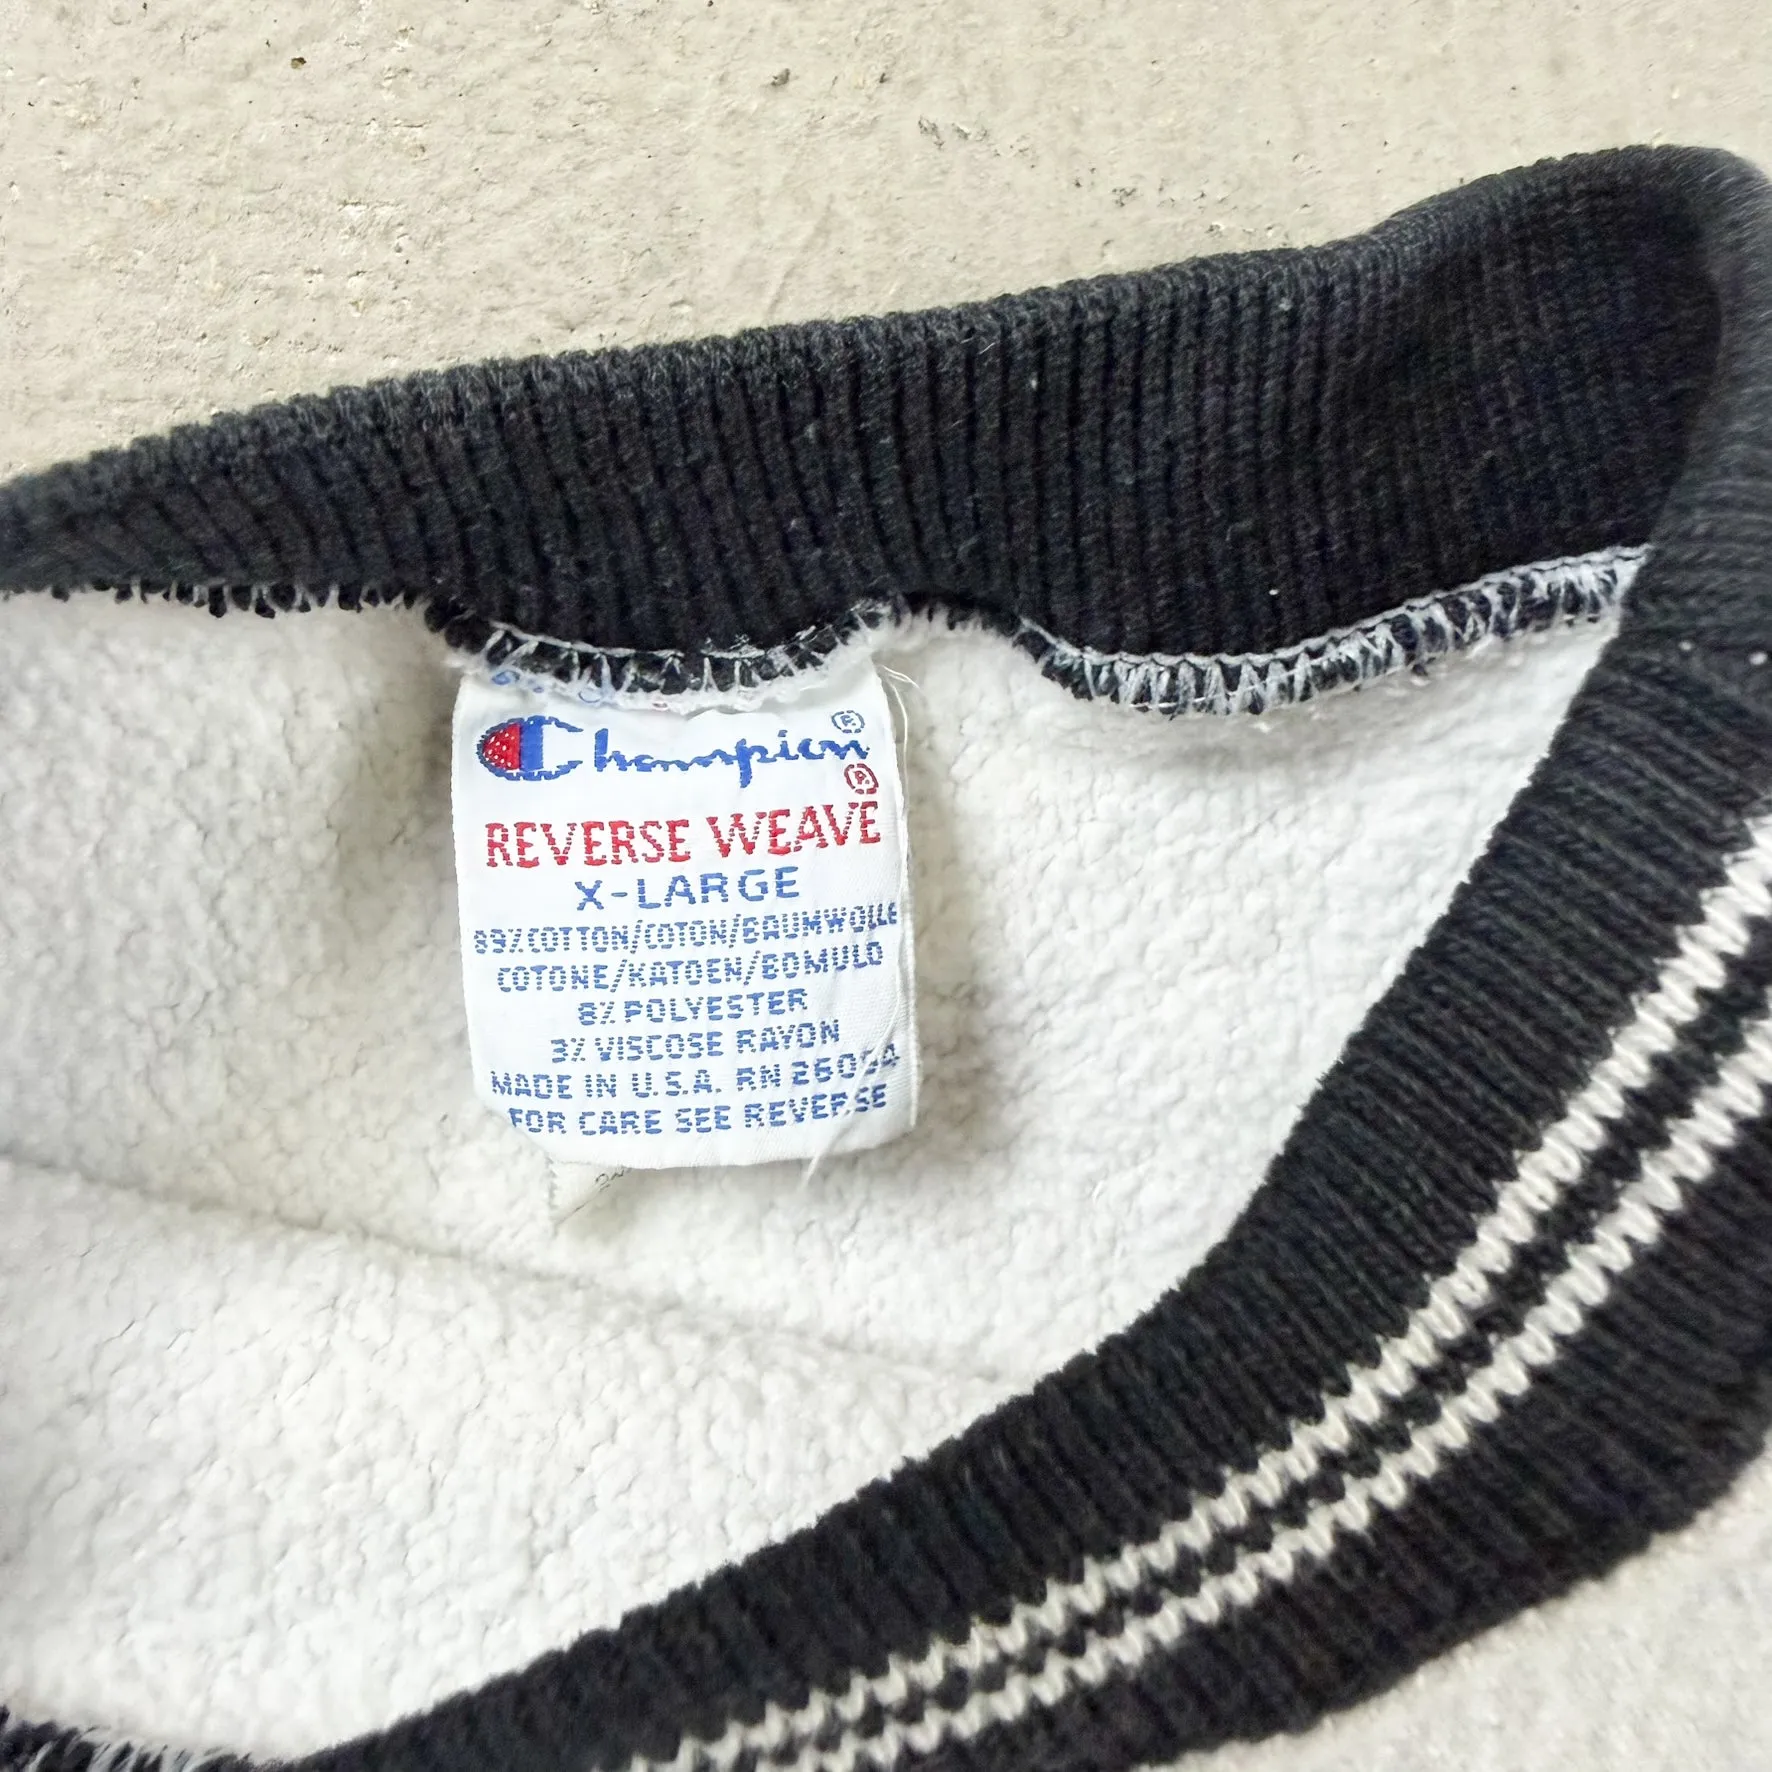 Champion®
®
REVERSE WEAVE
X-LARGE
89% COTTON/COTON/BAUMWOLLE
COTONE/KATOEN/BOMULD
8% POLYESTER
3% VISCOSE RAYON
MADE IN U.S.A. RN 26094
FOR CARE SEE REVERSE